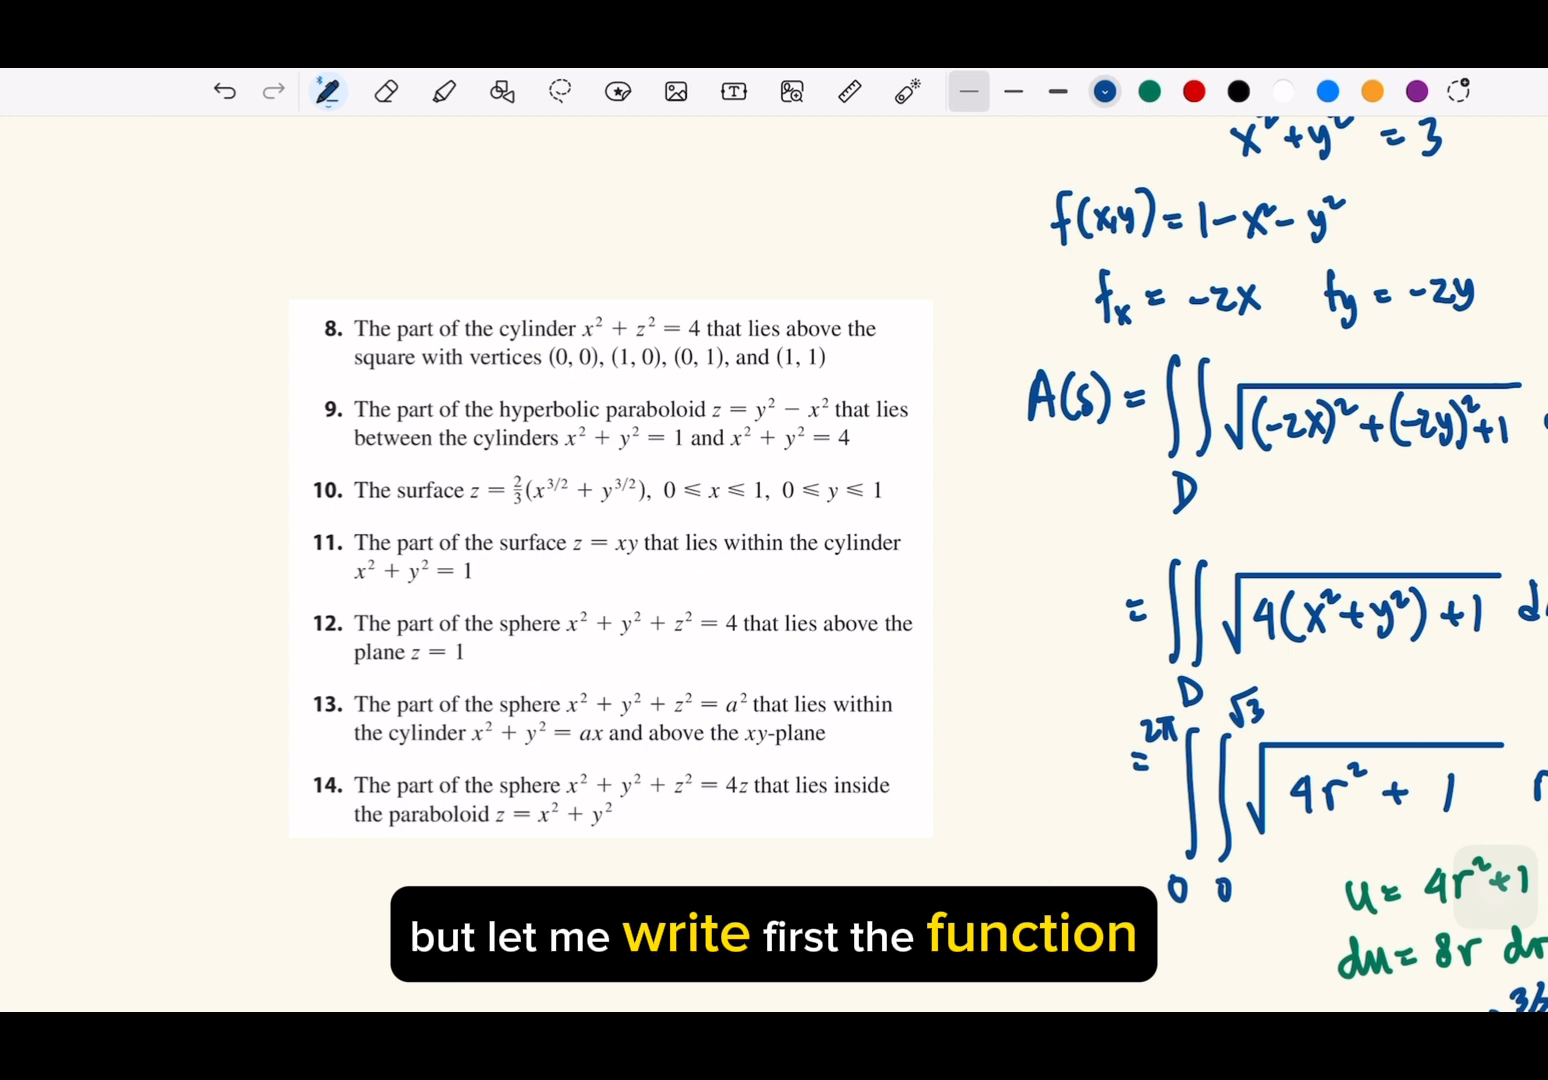 8. The part of the cylinder x² + z² = 4 that lies above the
square with vertices (0, 0), (1, 0), (0, 1), and (1, 1)
9. The part of the hyperbolic paraboloid z = y² − x² that lies
between the cylinders x² + y² = 1 and x² + y² = 4
10. The surface z = ⅔(x^{3/2} + y^{3/2}), 0 ⩽ x ⩽ 1, 0 ⩽ y ⩽ 1
11. The part of the surface z = xy that lies within the cylinder
x² + y² = 1
12. The part of the sphere x² + y² + z² = 4 that lies above the
plane z = 1
13. The part of the sphere x² + y² + z² = a² that lies within
the cylinder x² + y² = ax and above the xy-plane
14. The part of the sphere x² + y² + z² = 4z that lies inside
the paraboloid z = x² + y²
x² + y² = 3
f(x,y) = 1 − x² − y²
fx = −2x fy = −2y
A(s) = ∬ √((−2x)² + (−2y)² + 1)
D
= ∬ √(4(x² + y²) + 1)
D
2π √3
= ∫∫ √(4r² + 1) r
0 0
u = 4r² + 1
du = 8r dr
but let me write first the function